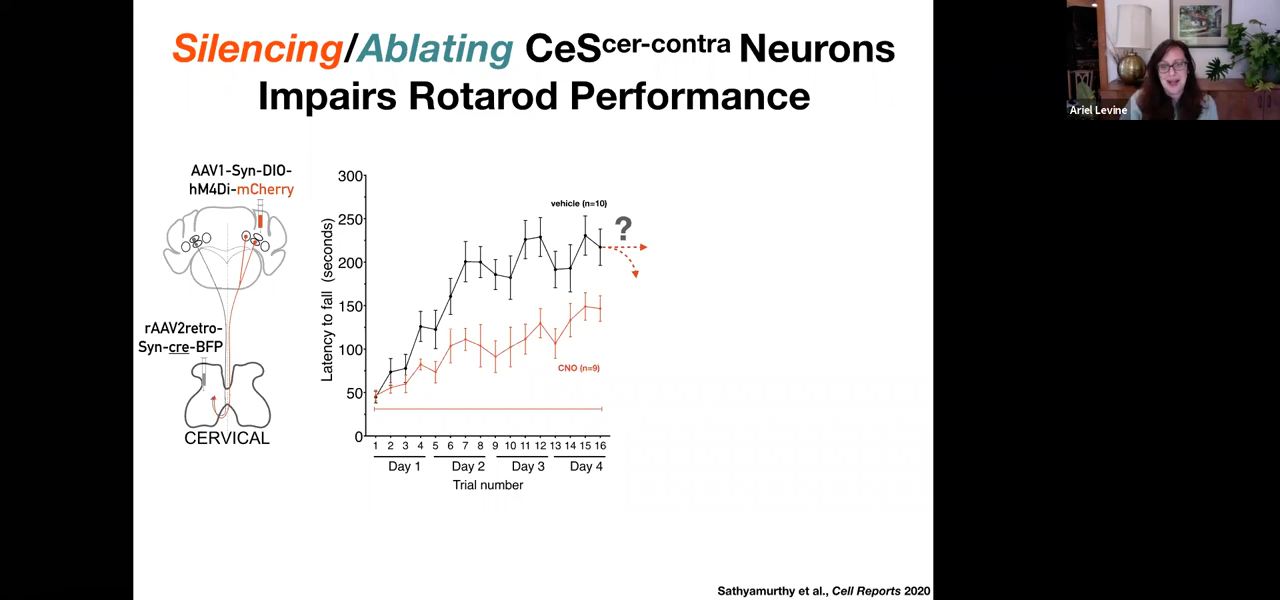 Silencing/Ablating CeScer-contra Neurons
Impairs Rotarod Performance
Ariel Levine
AAV1-Syn-DIO-
hM4Di-mCherry
rAAV2retro-
Syn-cre-BFP
CERVICAL
Latency to fall (seconds)
300
250
200
150
100
50
0
vehicle (n=10)
?
CNO (n=9)
1 2 3 4 5 6 7 8 9 10 11 12 13 14 15 16
Day 1 Day 2 Day 3 Day 4
Trial number
Sathyamurthy et al., Cell Reports 2020